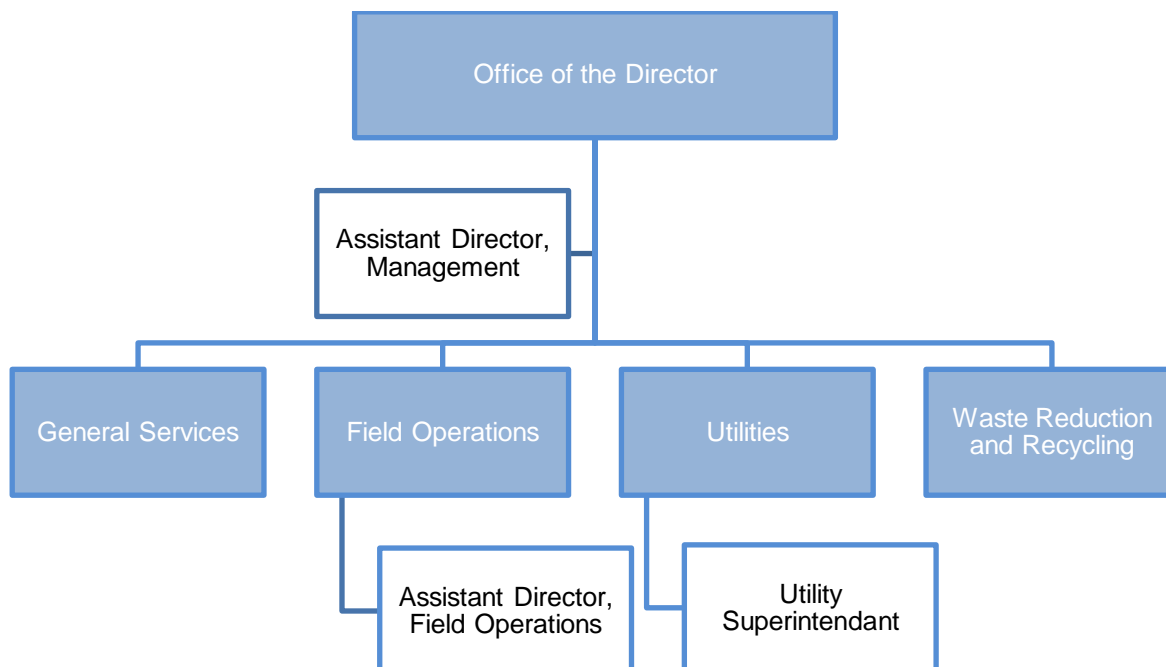 Office of the Director
Assistant Director,
Management
General Services
Field Operations
Utilities
Waste Reduction
and Recycling
Assistant Director,
Field Operations
Utility
Superintendant